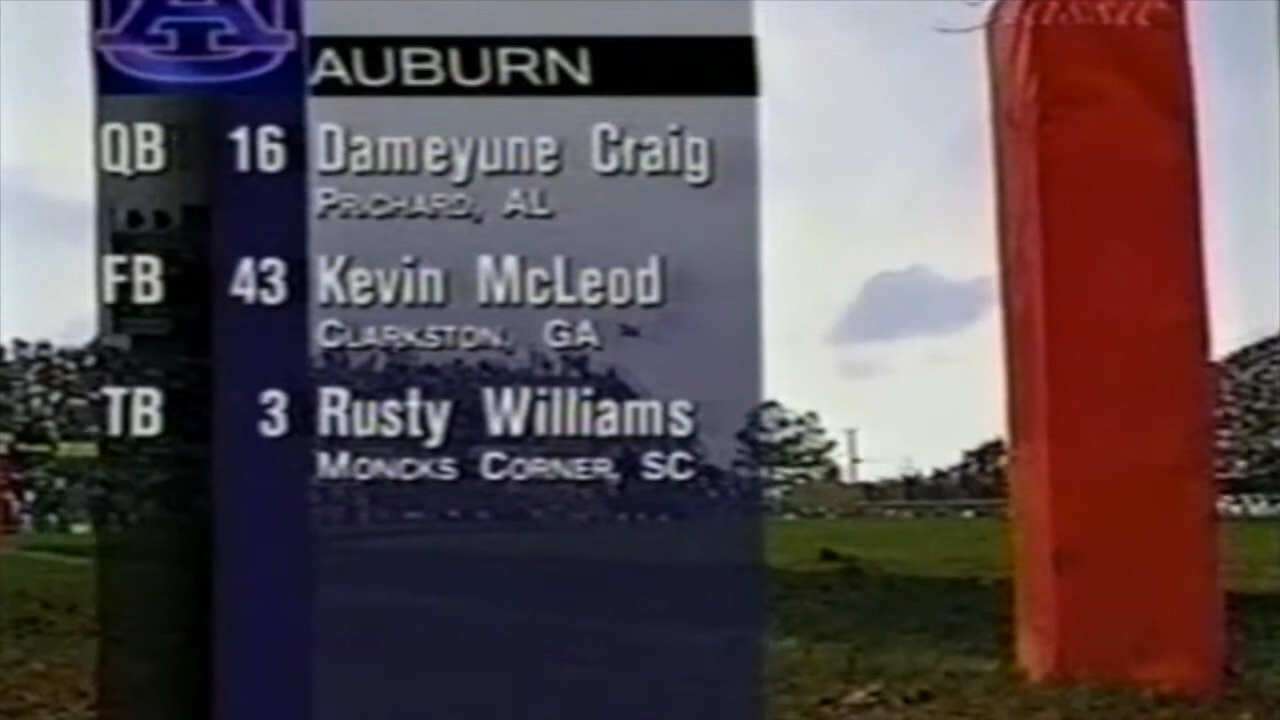 Classic
AUBURN
QB 16 Dameyune Craig
PRICHARD, AL
FB 43 Kevin McLeod
CLARKSTON, GA
TB 3 Rusty Williams
MONCKS CORNER, SC